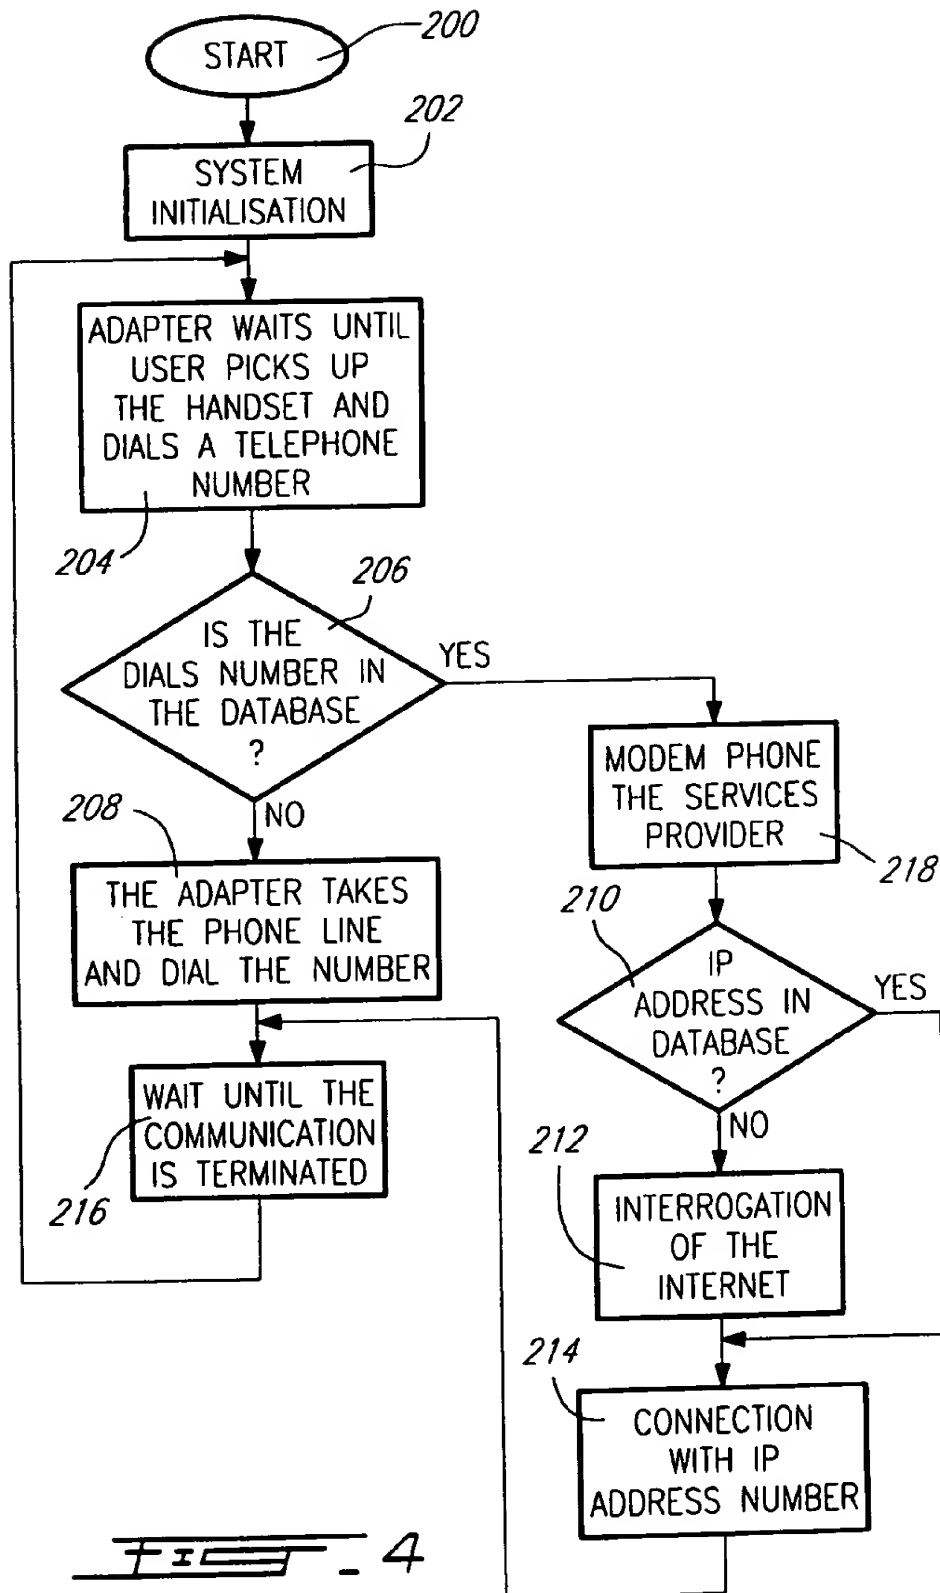 START
200
202
SYSTEM
INITIALISATION
ADAPTER WAITS UNTIL
USER PICKS UP
THE HANDSET AND
DIALS A TELEPHONE
NUMBER
204
206
IS THE
DIALS NUMBER IN
THE DATABASE
?
YES
NO
208
THE ADAPTER TAKES
THE PHONE LINE
AND DIAL THE NUMBER
WAIT UNTIL THE
COMMUNICATION
IS TERMINATED
216
MODEM PHONE
THE SERVICES
PROVIDER
218
210
IP
ADDRESS IN
DATABASE
?
YES
NO
212
INTERROGATION
OF THE
INTERNET
214
CONNECTION
WITH IP
ADDRESS NUMBER
FIG - 4